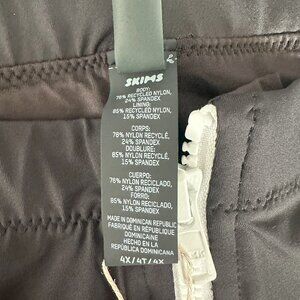 SKIMS
BODY:
76% RECYCLED NYLON,
24% SPANDEX
LINING:
85% RECYCLED NYLON,
15% SPANDEX
CORPS:
76% NYLON RECYCLÉ,
24% SPANDEX
DOUBLURE:
85% NYLON RECYCLÉ,
15% SPANDEX
CUERPO:
76% NYLON RECICLADO,
24% SPANDEX
FORRO:
85% NYLON RECICLADO,
15% SPANDEX
MADE IN DOMINICAN REPUBLIC
FABRIQUÉ EN RÉPUBLIQUE
DOMINICAINE
HECHO EN LA
REPÚBLICA DOMINICANA
4X/4T/4X